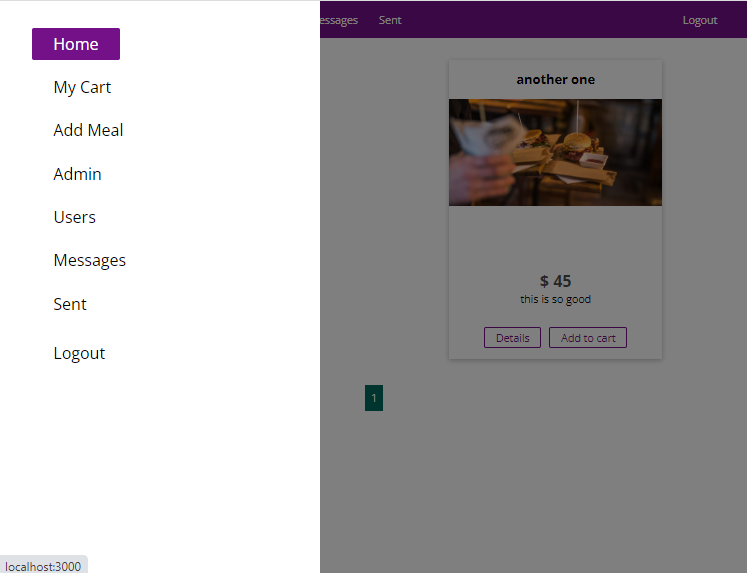 Home
My Cart
Add Meal
Admin
Users
Messages
Sent
Logout
localhost:3000
essages
Sent
Logout
another one
$ 45
this is so good
Details
Add to cart
1